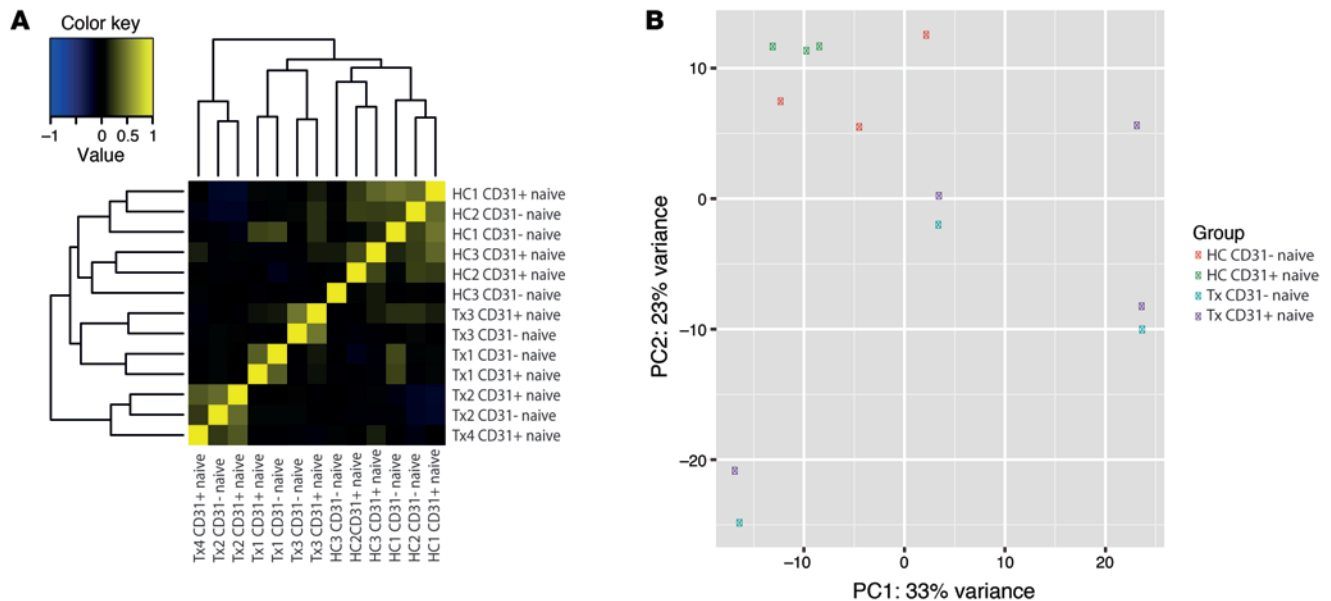 A
Color key
−1 0 0.5 1
Value
HC1 CD31+ naive
HC2 CD31- naive
HC1 CD31- naive
HC3 CD31+ naive
HC2 CD31+ naive
HC3 CD31- naive
Tx3 CD31+ naive
Tx3 CD31- naive
Tx1 CD31- naive
Tx1 CD31+ naive
Tx2 CD31+ naive
Tx2 CD31- naive
Tx4 CD31+ naive
Tx4 CD31+ naive
Tx2 CD31- naive
Tx2 CD31+ naive
Tx1 CD31+ naive
Tx1 CD31- naive
Tx3 CD31- naive
Tx3 CD31+ naive
HC3 CD31- naive
HC2CD31+ naive
HC3 CD31+ naive
HC1 CD31- naive
HC2 CD31- naive
HC1 CD31+ naive
B
PC2: 23% variance
10
0
−10
−20
−10 0 10 20
PC1: 33% variance
Group
HC CD31- naive
HC CD31+ naive
Tx CD31- naive
Tx CD31+ naive